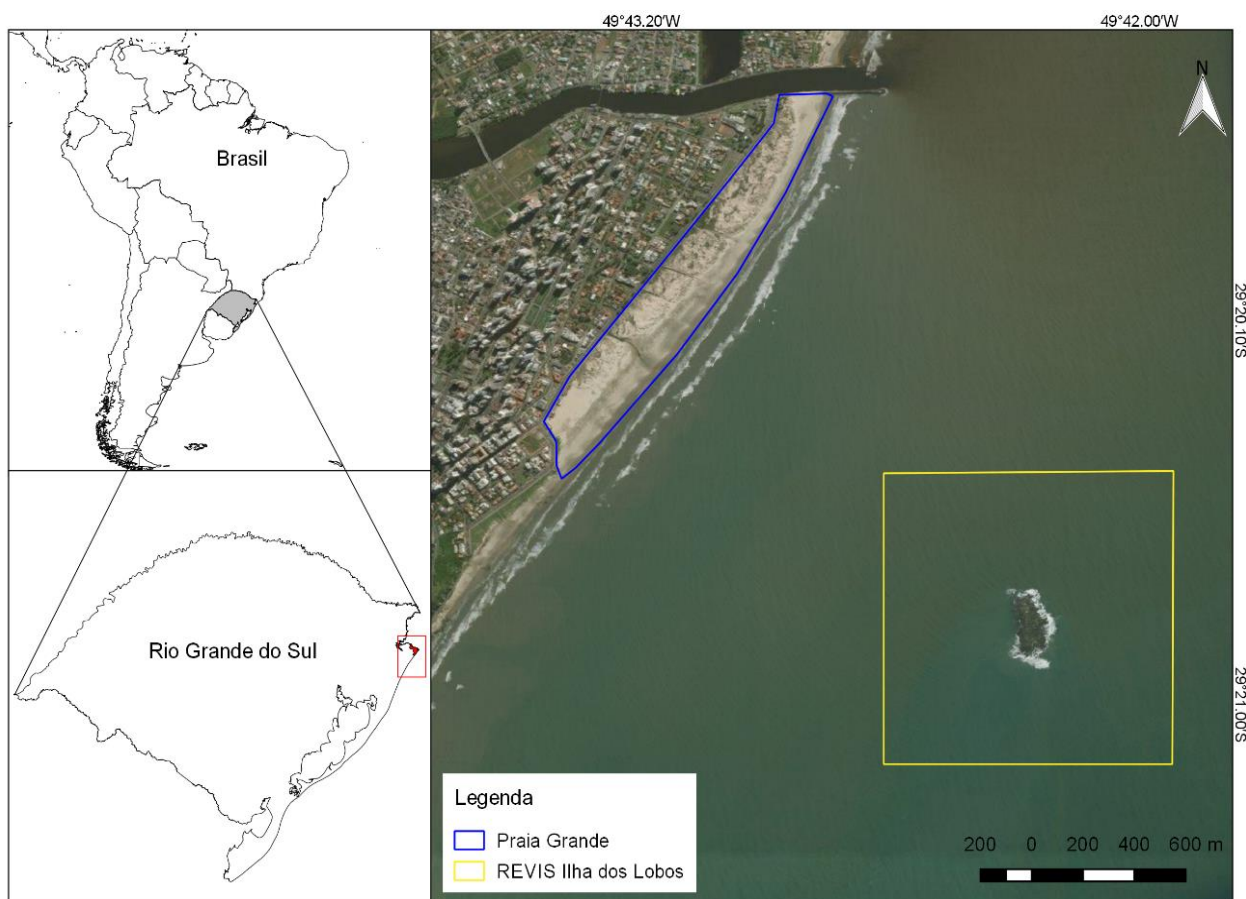 49°43.20'W
49°42.00'W
Brasil
N
29°20.10'S
Rio Grande do Sul
29°21.00'S
Legenda
Praia Grande
REVIS Ilha dos Lobos
200 0 200 400 600 m